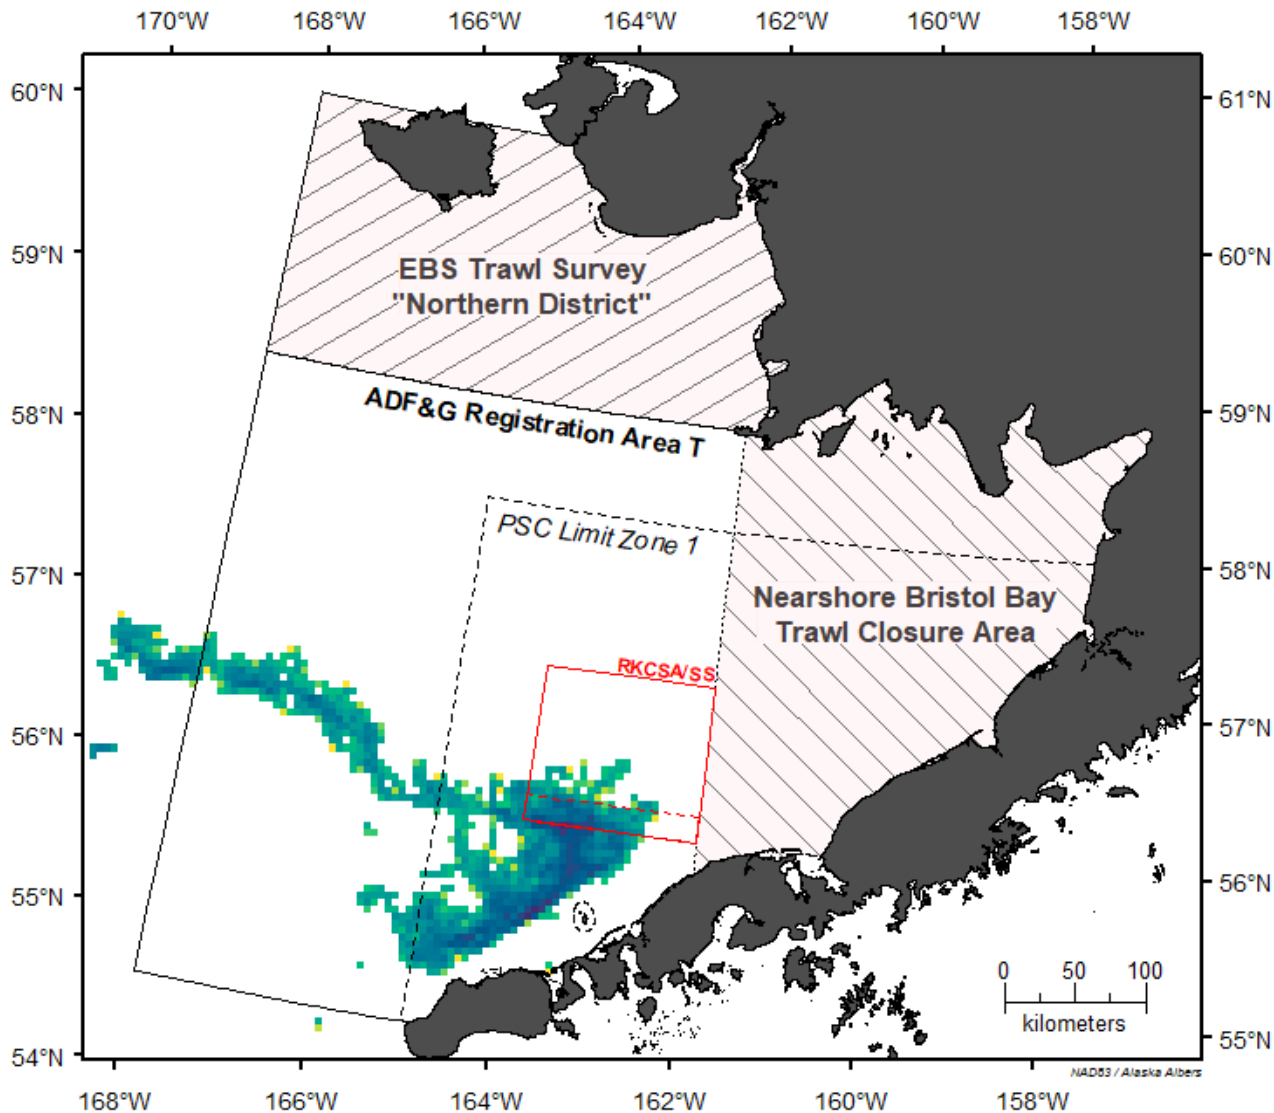 170°W 168°W 166°W 164°W 162°W 160°W 158°W
60°N
61°N
EBS Trawl Survey
"Northern District"
59°N
60°N
ADF&G Registration Area T
58°N
59°N
PSC Limit Zone 1
57°N
58°N
Nearshore Bristol Bay
Trawl Closure Area
RKCSA/SS
56°N
57°N
55°N
56°N
0 50 100
kilometers
54°N
55°N
NAD83 / Alaska Albers
168°W 166°W 164°W 162°W 160°W 158°W